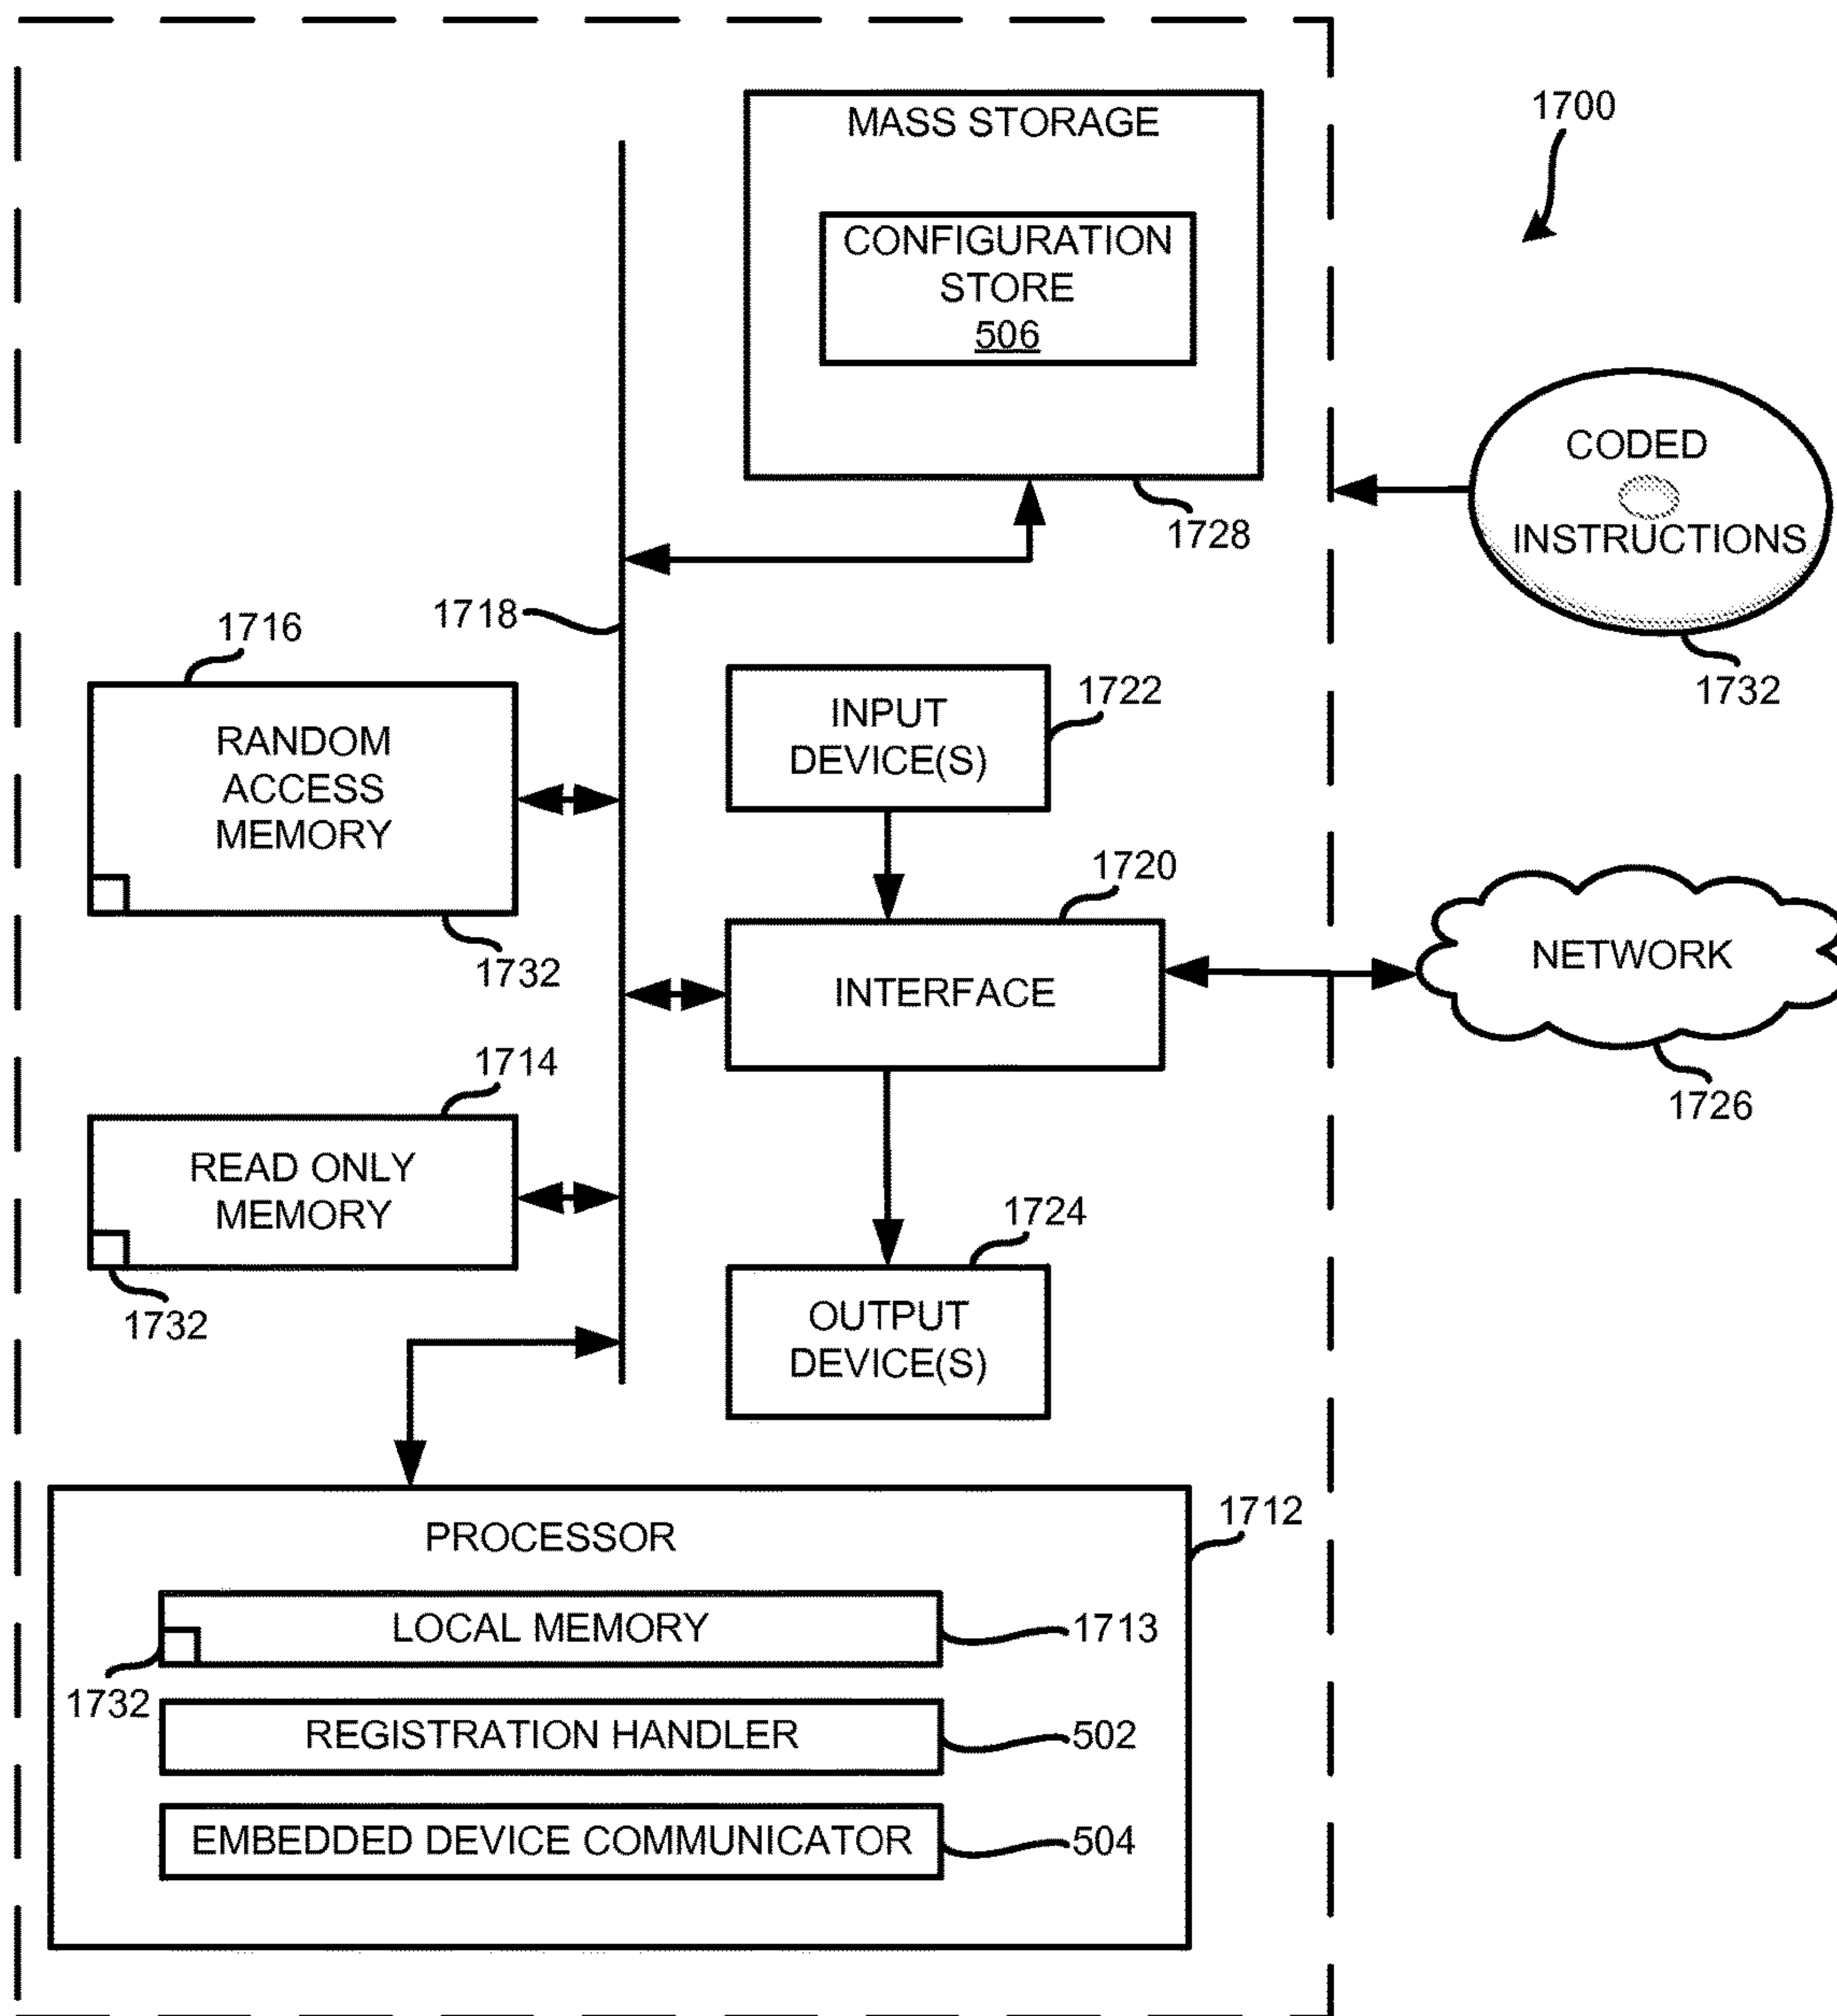 MASS STORAGE
CONFIGURATION
STORE
506
1728
1700
CODED
INSTRUCTIONS
1732
1718
1716
RANDOM
ACCESS
MEMORY
1732
INPUT
DEVICE(S)
1722
1720
INTERFACE
NETWORK
1726
1714
READ ONLY
MEMORY
1732
1724
OUTPUT
DEVICE(S)
1712
PROCESSOR
LOCAL MEMORY
1713
1732
REGISTRATION HANDLER
502
EMBEDDED DEVICE COMMUNICATOR
504